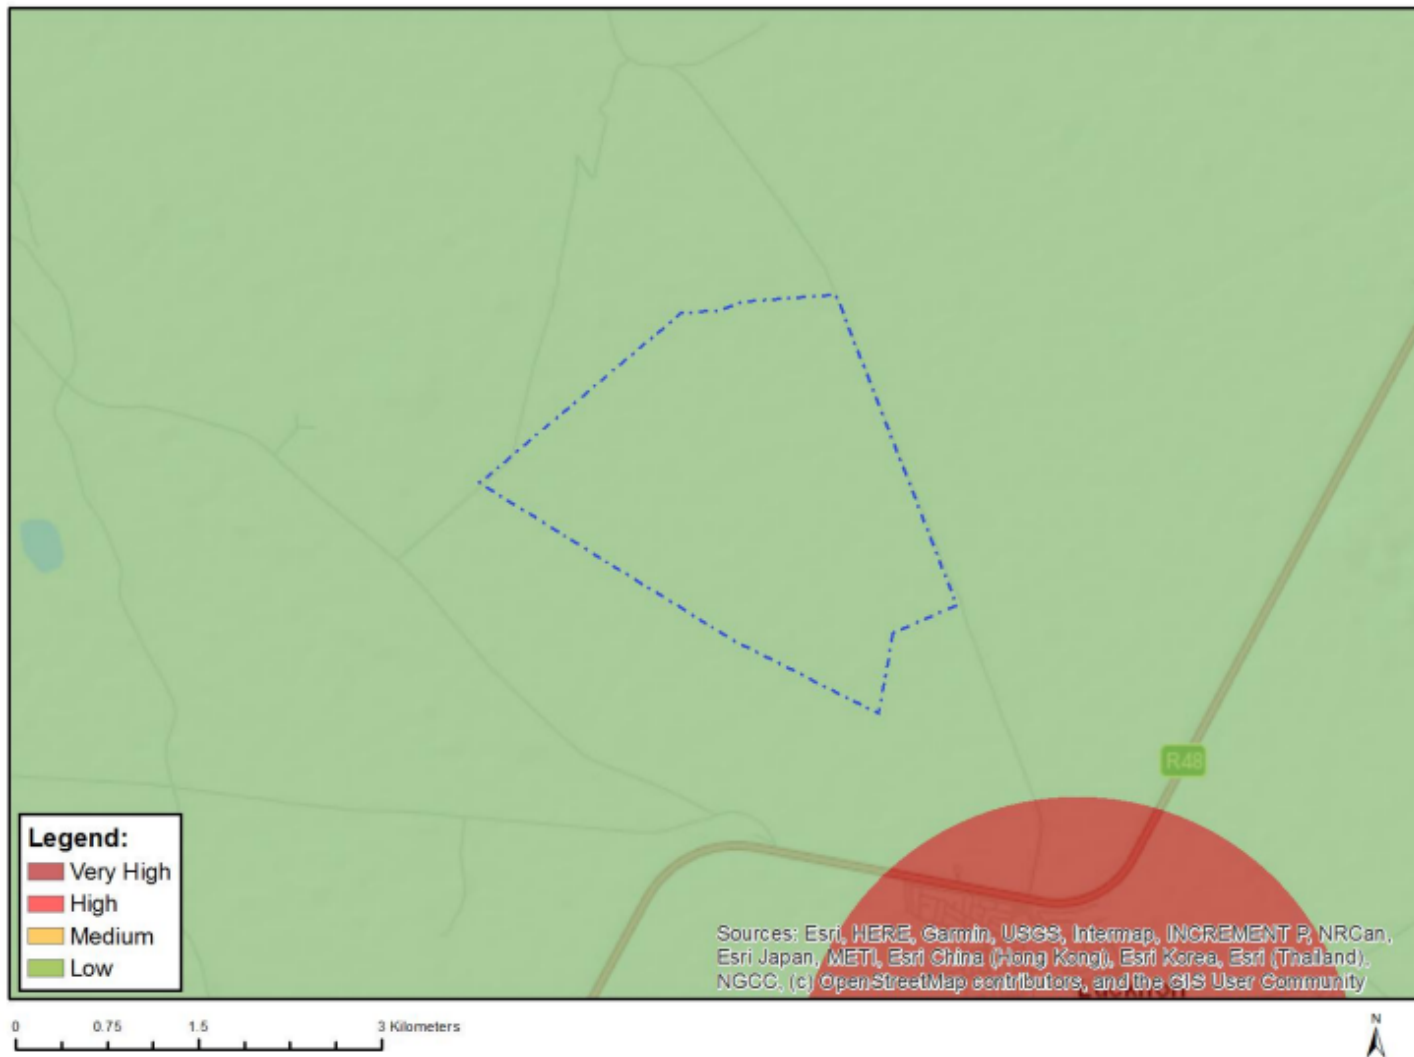 R48
Legend:
Very High
High
Medium
Low
Sources: Esri, HERE, Garmin, USGS, Intermap, INCREMENT P, NRCan,
Esri Japan, METI, Esri China (Hong Kong), Esri Korea, Esri (Thailand),
NGCC, (c) OpenStreetMap contributors, and the GIS User Community
0 0.75 1.5 3 Kilometers
N